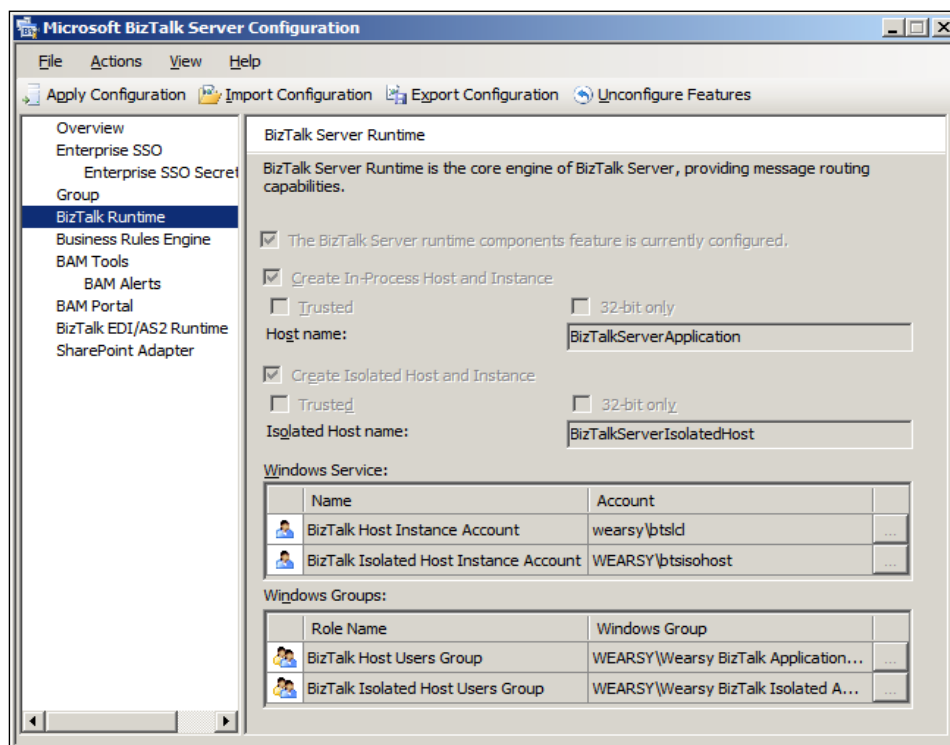 Microsoft BizTalk Server Configuration
File Actions View Help
Apply Configuration Import Configuration Export Configuration Unconfigure Features
Overview
Enterprise SSO
Enterprise SSO Secret
Group
BizTalk Runtime
Business Rules Engine
BAM Tools
BAM Alerts
BAM Portal
BizTalk EDI/AS2 Runtime
SharePoint Adapter
BizTalk Server Runtime
BizTalk Server Runtime is the core engine of BizTalk Server, providing message routing
capabilities.
The BizTalk Server runtime components feature is currently configured.
Create In-Process Host and Instance
Trusted 32-bit only
Host name: BizTalkServerApplication
Create Isolated Host and Instance
Trusted 32-bit only
Isolated Host name: BizTalkServerIsolatedHost
Windows Service:
Name Account
BizTalk Host Instance Account wearsy\btslcl ...
BizTalk Isolated Host Instance Account WEARSY\btsisohost ...
Windows Groups:
Role Name Windows Group
BizTalk Host Users Group WEARSY\Wearsy BizTalk Application... ...
BizTalk Isolated Host Users Group WEARSY\Wearsy BizTalk Isolated A... ...